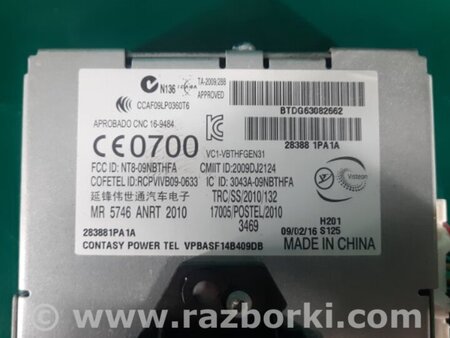 N136
TA-2009/288
CCAF09LP0360T6
APROBADO CNC 16-9484
BTDG63082662
28388 1PA1A
CE0700
VC1-VBTHFGEN31
FCC ID: NT8-09NBTHFA
CMIIT ID:2009DJ2124
COFETEL ID:RCPVIVB09-0633
IC ID: 3043A-09NBTHFA
Visteon
延锋伟世通汽车电子
TRC/SS/2010/132
MR 5746 ANRT 2010
17005/POSTEL/2010
3469
H201
283881PA1A
09/02/16 S125
CONTASY POWER TEL VPBASF14B409DB
MADE IN CHINA
www.razborki.com